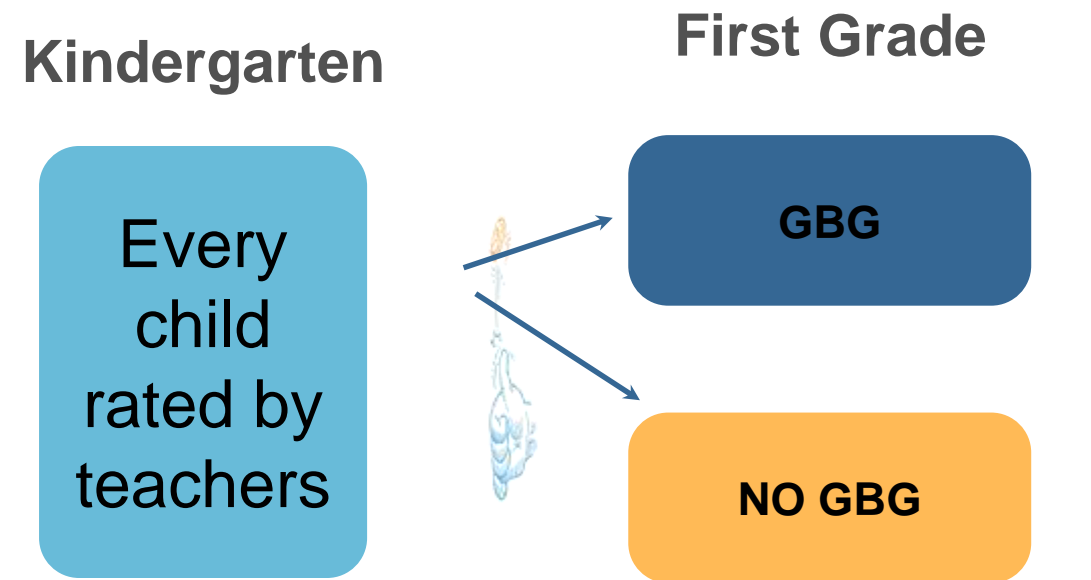 Kindergarten
First Grade
Every
child
rated by
teachers
GBG
NO GBG